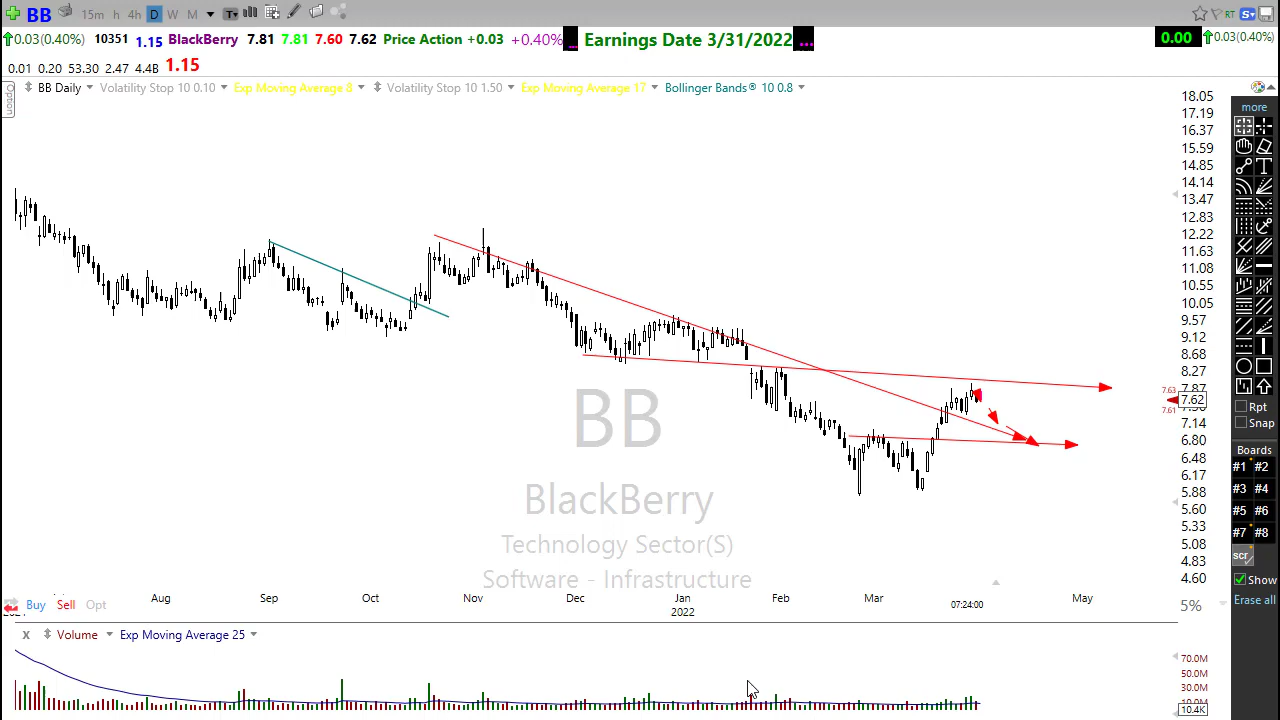 BB 15m h 4h D W M T RT S
0.03(0.40%) 10351 1.15 BlackBerry 7.81 7.81 7.60 7.62 Price Action +0.03 +0.40% ... Earnings Date 3/31/2022 ... 0.00 0.03(0.40%)
0.01 0.20 53.30 2.47 4.4B 1.15
Option
BB Daily Volatility Stop 10 0.10 Exp Moving Average 8 Volatility Stop 10 1.50 Exp Moving Average 17 Bollinger Bands® 10 0.8
18.05
17.19
16.37
15.59
14.85
14.14
13.47
12.83
12.22
11.63
11.08
10.55
10.05
9.57
9.12
8.68
8.27
7.87
7.63
7.62
7.61
7.14
6.80
6.48
6.17
5.88
5.60
5.33
5.08
4.83
4.60
5%
BB
BlackBerry
Technology Sector(S)
Software - Infrastructure
Aug Sep Oct Nov Dec Jan Feb Mar 07:24:00 May
2022
Buy Sell Opt
x Volume Exp Moving Average 25
70.0M
50.0M
30.0M
10.4K
more
T
Rpt
Snap
Boards
#1 #2
#3 #4
#5 #6
#7 #8
scr
Show
Erase all